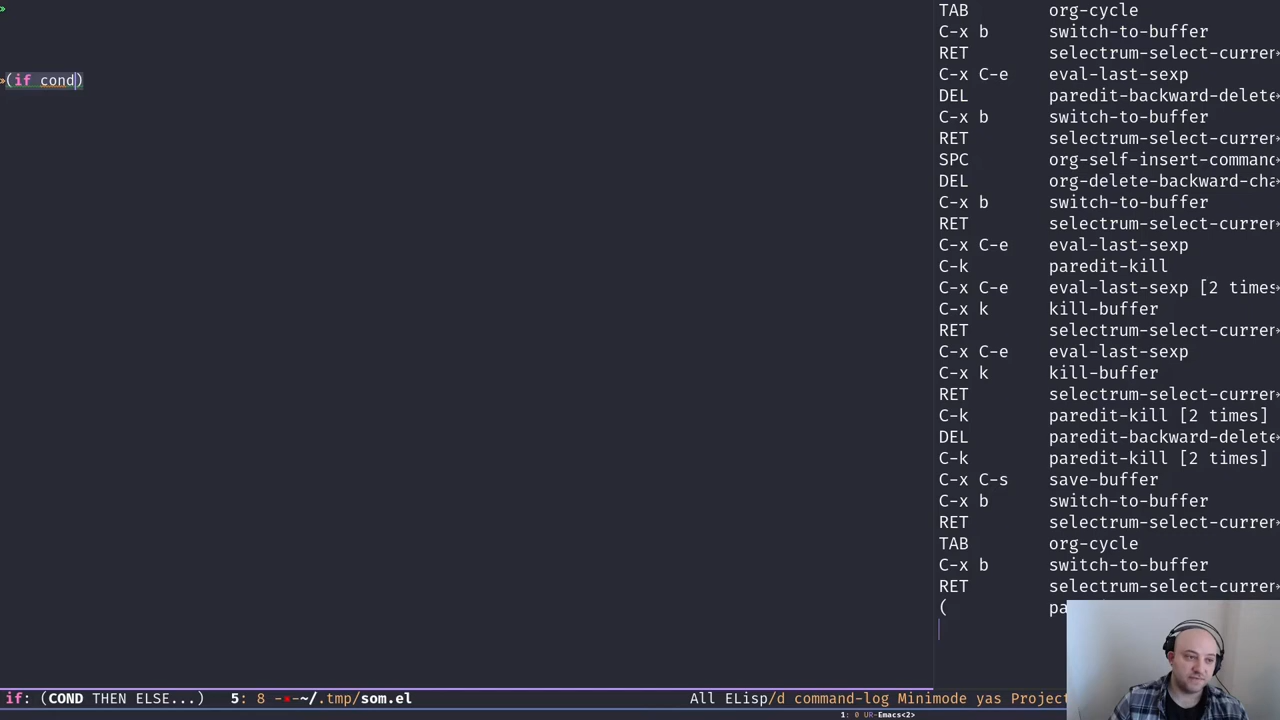 (if cond)
TAB org-cycle
C-x b switch-to-buffer
RET selectrum-select-curren
C-x C-e eval-last-sexp
DEL paredit-backward-delete
C-x b switch-to-buffer
RET selectrum-select-curren
SPC org-self-insert-command
DEL org-delete-backward-cha
C-x b switch-to-buffer
RET selectrum-select-curren
C-x C-e eval-last-sexp
C-k paredit-kill
C-x C-e eval-last-sexp [2 times
C-x k kill-buffer
RET selectrum-select-curren
C-x C-e eval-last-sexp
C-x k kill-buffer
RET selectrum-select-curren
C-k paredit-kill [2 times]
DEL paredit-backward-delete
C-k paredit-kill [2 times]
C-x C-s save-buffer
C-x b switch-to-buffer
RET selectrum-select-curren
TAB org-cycle
C-x b switch-to-buffer
RET selectrum-select-curren
( pa
if: (COND THEN ELSE...) 5: 8 -*-~/.tmp/som.el All ELisp/d command-log Minimode yas Project
1: 0 UR-Emacs<2>